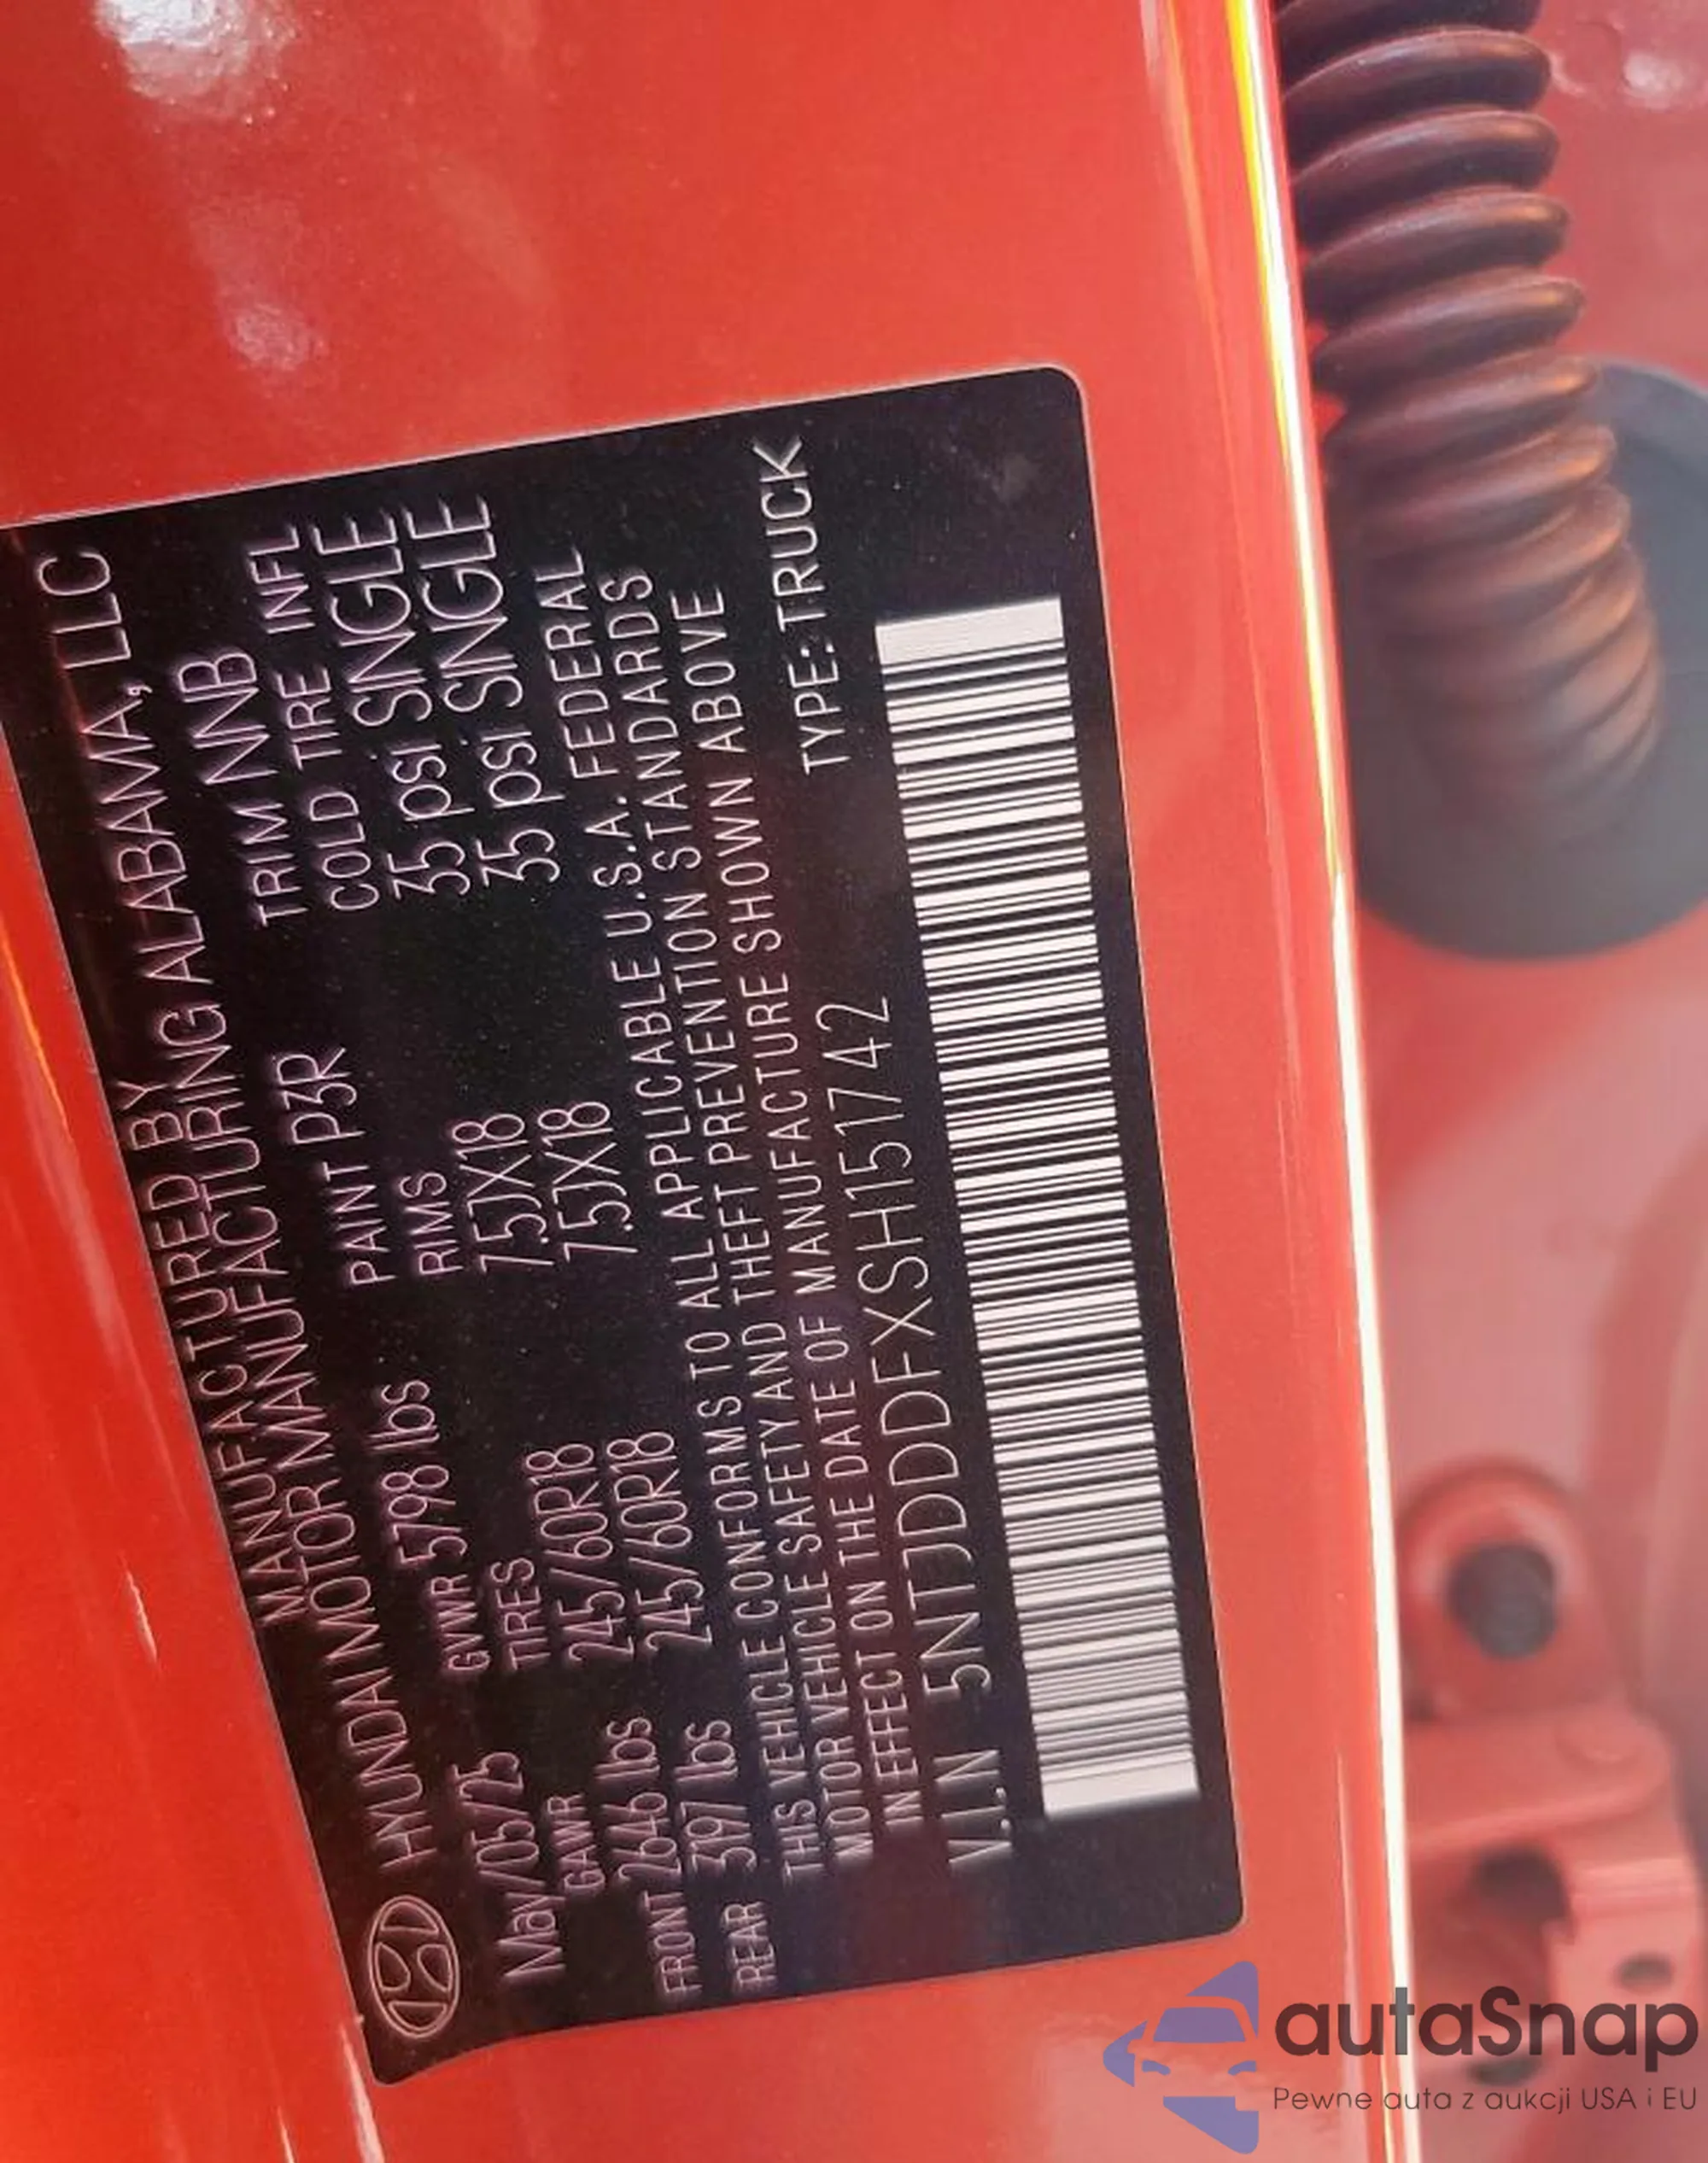 MANUFACTURED BY
HYUNDAI MOTOR MANUFACTURING ALABAMA, LLC
May/05/25 GVWR 5798 lbs PAINT P3R TRIM NNB
GAWR TIRES RIMS COLD TIRE INFL
FRONT 2646 lbs 245/60R18 7.5JX18 35 psi SINGLE
REAR 3197 lbs 245/60R18 7.5JX18 35 psi SINGLE
THIS VEHICLE CONFORMS TO ALL APPLICABLE U.S.A. FEDERAL
MOTOR VEHICLE SAFETY AND THEFT PREVENTION STANDARDS
IN EFFECT ON THE DATE OF MANUFACTURE SHOWN ABOVE
V.I.N 5NTJDDDFXSH151742 TYPE: TRUCK
autaSnap
Pewne auta z aukcji USA i EU